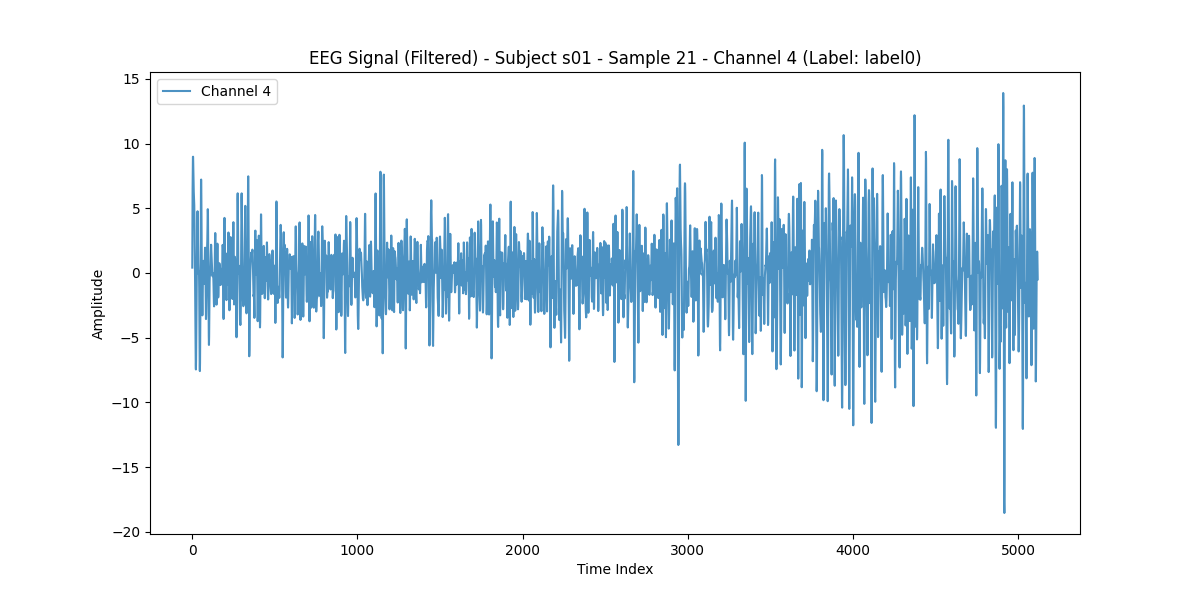 EEG Signal (Filtered) - Subject s01 - Sample 21 - Channel 4 (Label: label0)
Channel 4
15
10
5
0
−5
−10
−15
−20
Amplitude
0 1000 2000 3000 4000 5000
Time Index